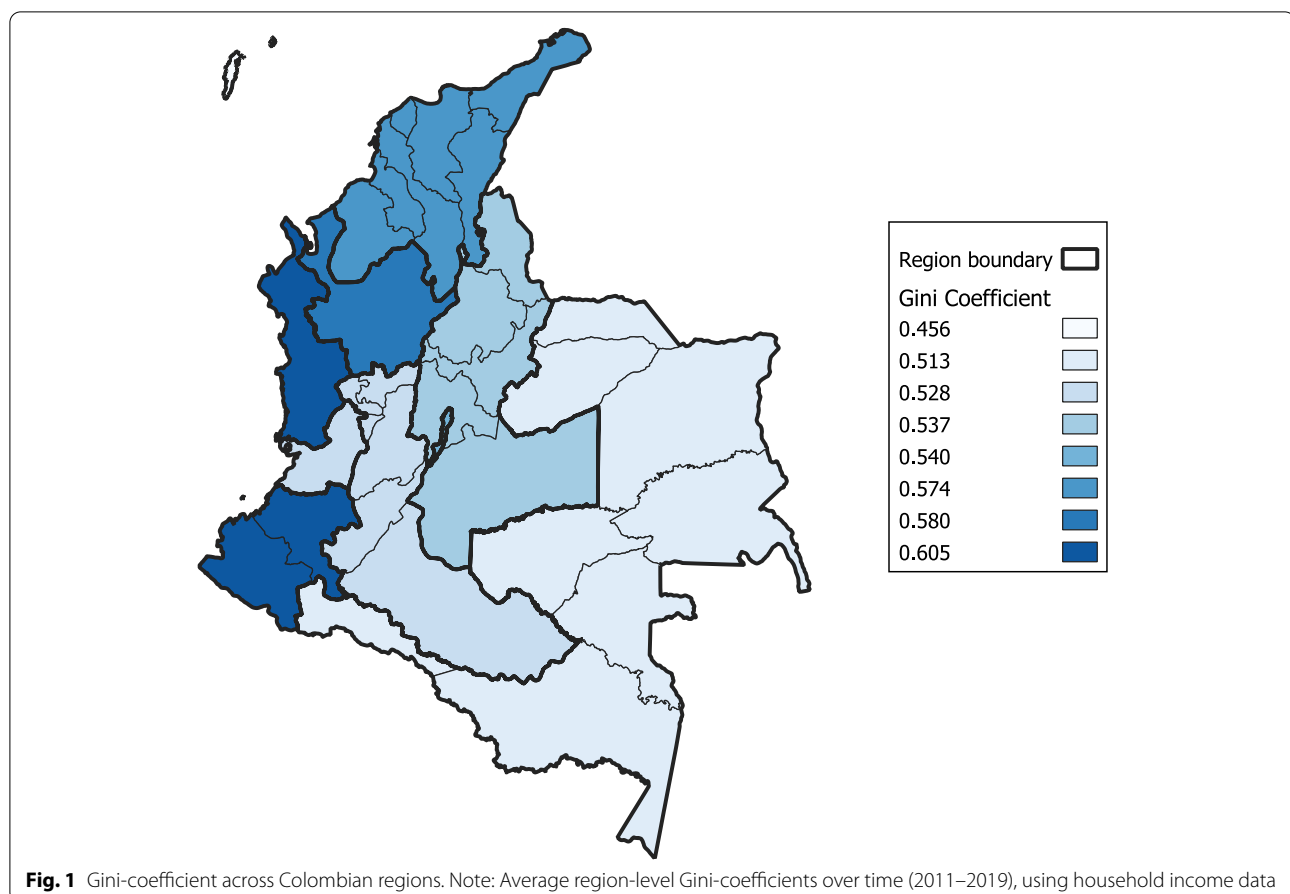 Region boundary
Gini Coefficient
0.456
0.513
0.528
0.537
0.540
0.574
0.580
0.605
Fig. 1 Gini-coefficient across Colombian regions. Note: Average region-level Gini-coefficients over time (2011–2019), using household income data